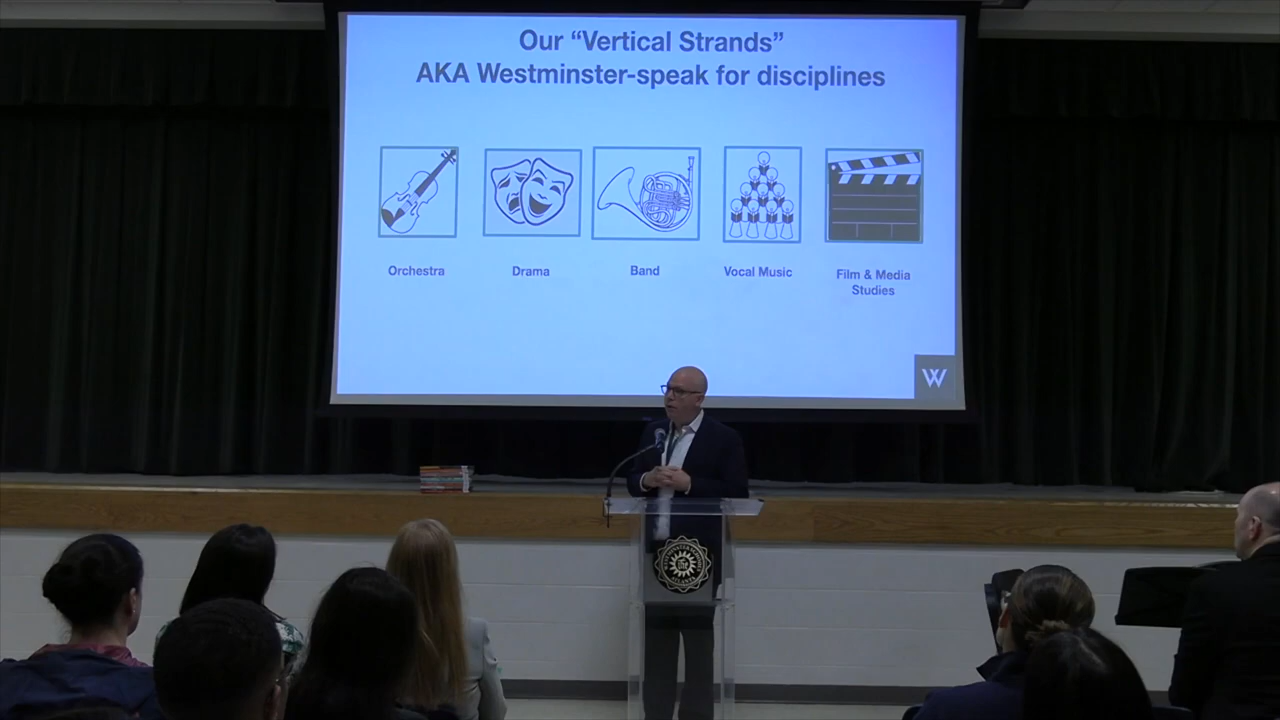 Our “Vertical Strands”
AKA Westminster-speak for disciplines
Orchestra
Drama
Band
Vocal Music
Film & Media
Studies
W